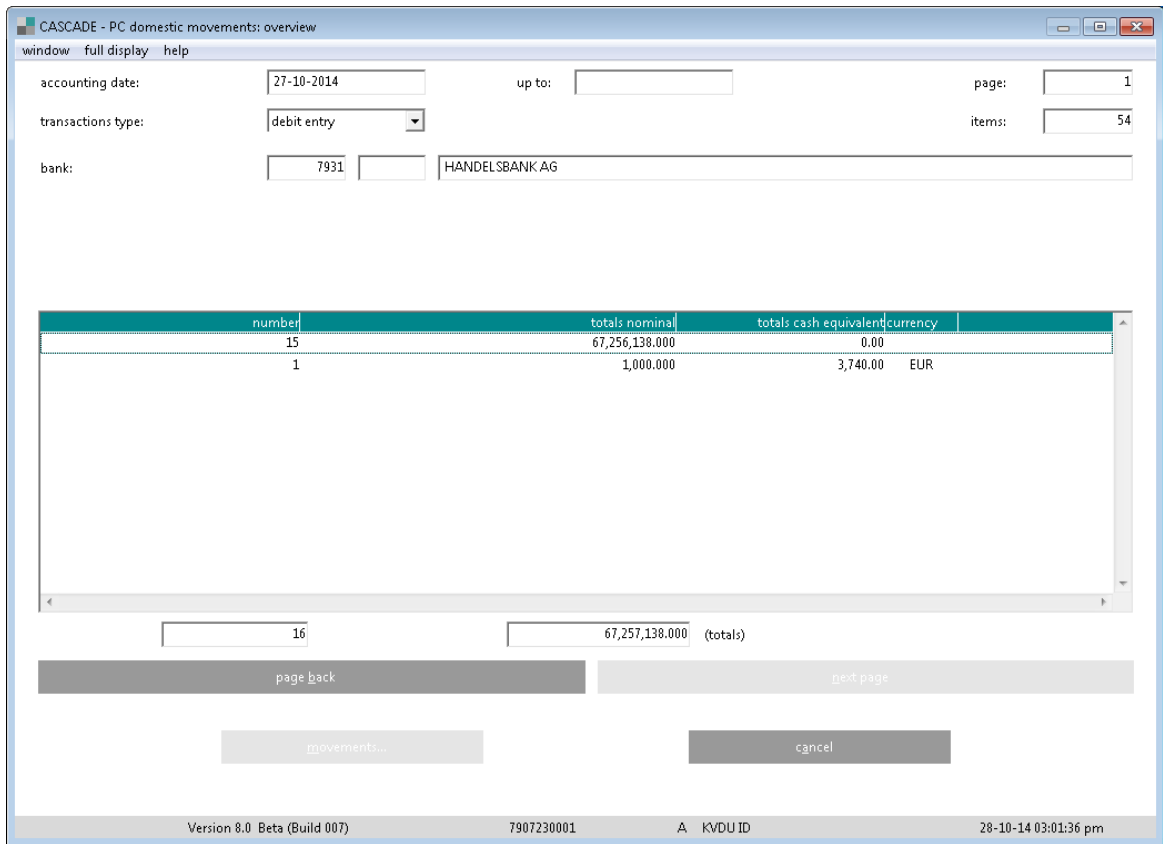 CASCADE - PC domestic movements: overview
window full display help
accounting date: 27-10-2014 up to: page: 1
transactions type: debit entry items: 54
bank: 7931 HANDELSBANK AG
number totals nominal totals cash equivalent currency
15 67,256,138.000 0.00
1 1,000.000 3,740.00 EUR
16 67,257,138.000 (totals)
page back next page
movements... cancel
Version 8.0 Beta (Build 007) 7907230001 A KVDU ID 28-10-14 03:01:36 pm